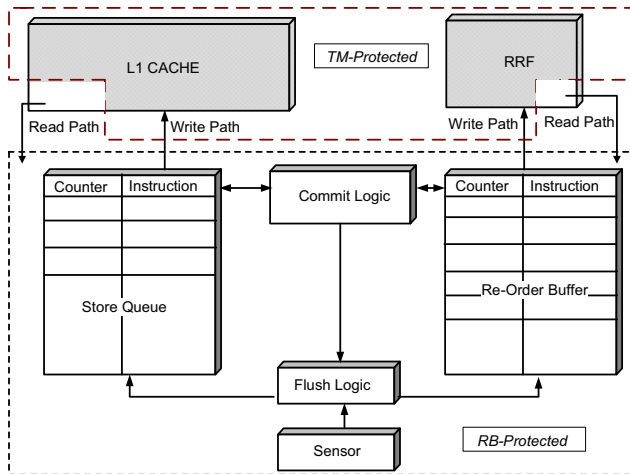 L1 CACHE
TM-Protected
RRF
Read Path
Write Path
Write Path
Read Path
Counter
Instruction
Commit Logic
Counter
Instruction
Store Queue
Re-Order Buffer
Flush Logic
Sensor
RB-Protected